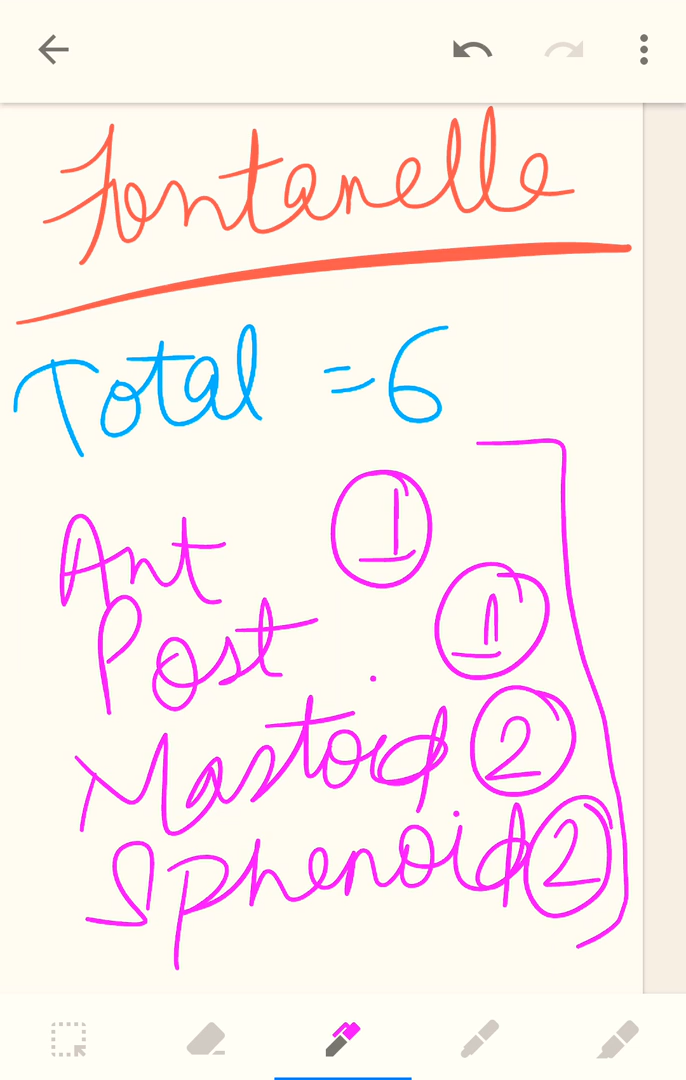 Fontanelle
Total = 6
Ant 1
Post 1
Mastoid 2
Sphenoid 2